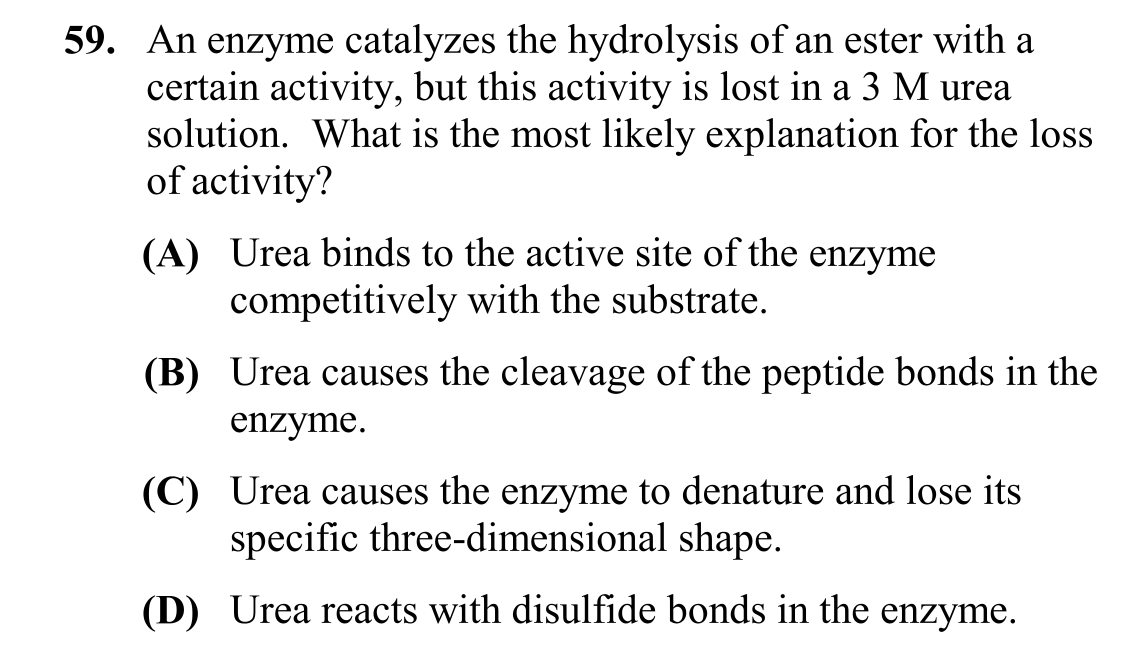 59. An enzyme catalyzes the hydrolysis of an ester with a
certain activity, but this activity is lost in a 3 M urea
solution. What is the most likely explanation for the loss
of activity?
(A) Urea binds to the active site of the enzyme
competitively with the substrate.
(B) Urea causes the cleavage of the peptide bonds in the
enzyme.
(C) Urea causes the enzyme to denature and lose its
specific three-dimensional shape.
(D) Urea reacts with disulfide bonds in the enzyme.